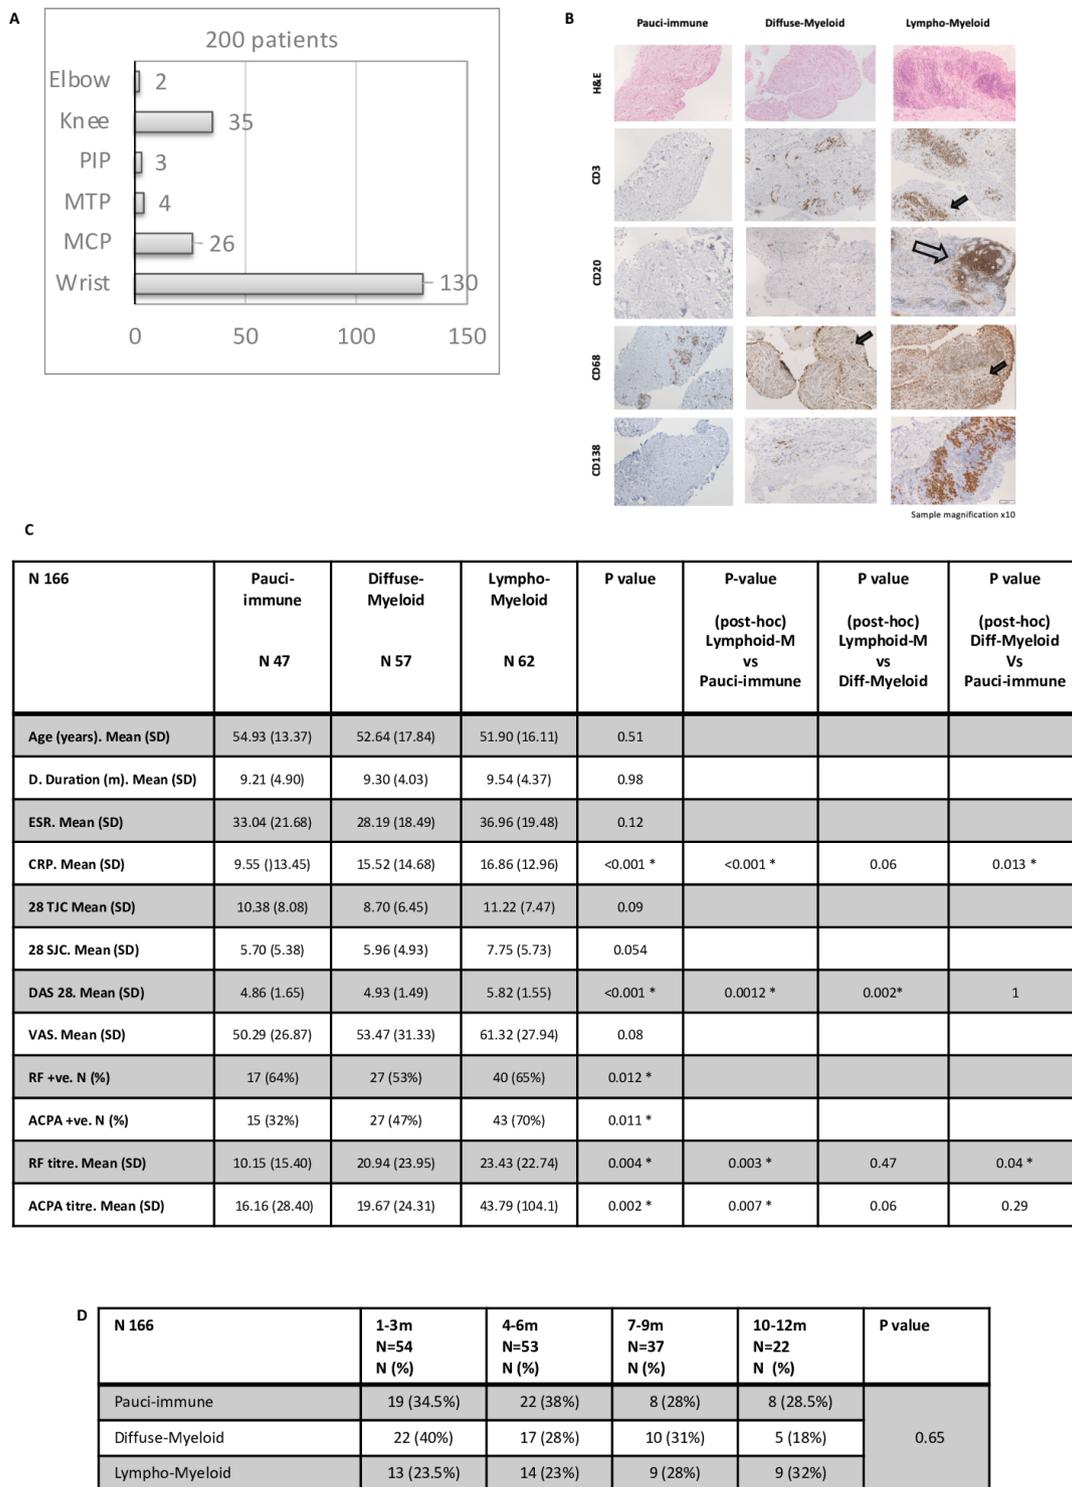 A
200 patients
Elbow 2
Knee 35
PIP 3
MTP 4
MCP 26
Wrist 130
0 50 100 150
B
Pauci-immune Diffuse-Myeloid Lympho-Myeloid
H&E
CD3
CD20
CD68
CD138
Sample magnification x10
C
N 166 Pauci-immune N 47 Diffuse-Myeloid N 57 Lympho-Myeloid N 62 P value P-value (post-hoc) Lymphoid-M vs Pauci-immune P value (post-hoc) Lymphoid-M vs Diff-Myeloid P value (post-hoc) Diff-Myeloid Vs Pauci-immune
Age (years). Mean (SD) 54.93 (13.37) 52.64 (17.84) 51.90 (16.11) 0.51
D. Duration (m). Mean (SD) 9.21 (4.90) 9.30 (4.03) 9.54 (4.37) 0.98
ESR. Mean (SD) 33.04 (21.68) 28.19 (18.49) 36.96 (19.48) 0.12
CRP. Mean (SD) 9.55 ()13.45) 15.52 (14.68) 16.86 (12.96) <0.001 * <0.001 * 0.06 0.013 *
28 TJC Mean (SD) 10.38 (8.08) 8.70 (6.45) 11.22 (7.47) 0.09
28 SJC. Mean (SD) 5.70 (5.38) 5.96 (4.93) 7.75 (5.73) 0.054
DAS 28. Mean (SD) 4.86 (1.65) 4.93 (1.49) 5.82 (1.55) <0.001 * 0.0012 * 0.002* 1
VAS. Mean (SD) 50.29 (26.87) 53.47 (31.33) 61.32 (27.94) 0.08
RF +ve. N (%) 17 (64%) 27 (53%) 40 (65%) 0.012 *
ACPA +ve. N (%) 15 (32%) 27 (47%) 43 (70%) 0.011 *
RF titre. Mean (SD) 10.15 (15.40) 20.94 (23.95) 23.43 (22.74) 0.004 * 0.003 * 0.47 0.04 *
ACPA titre. Mean (SD) 16.16 (28.40) 19.67 (24.31) 43.79 (104.1) 0.002 * 0.007 * 0.06 0.29
D
N 166 1-3m 4-6m 7-9m 10-12m P value
N=54 N=53 N=37 N=22
N (%) N (%) N (%) N (%)
Pauci-immune 19 (34.5%) 22 (38%) 8 (28%) 8 (28.5%)
Diffuse-Myeloid 22 (40%) 17 (28%) 10 (31%) 5 (18%) 0.65
Lympho-Myeloid 13 (23.5%) 14 (23%) 9 (28%) 9 (32%)